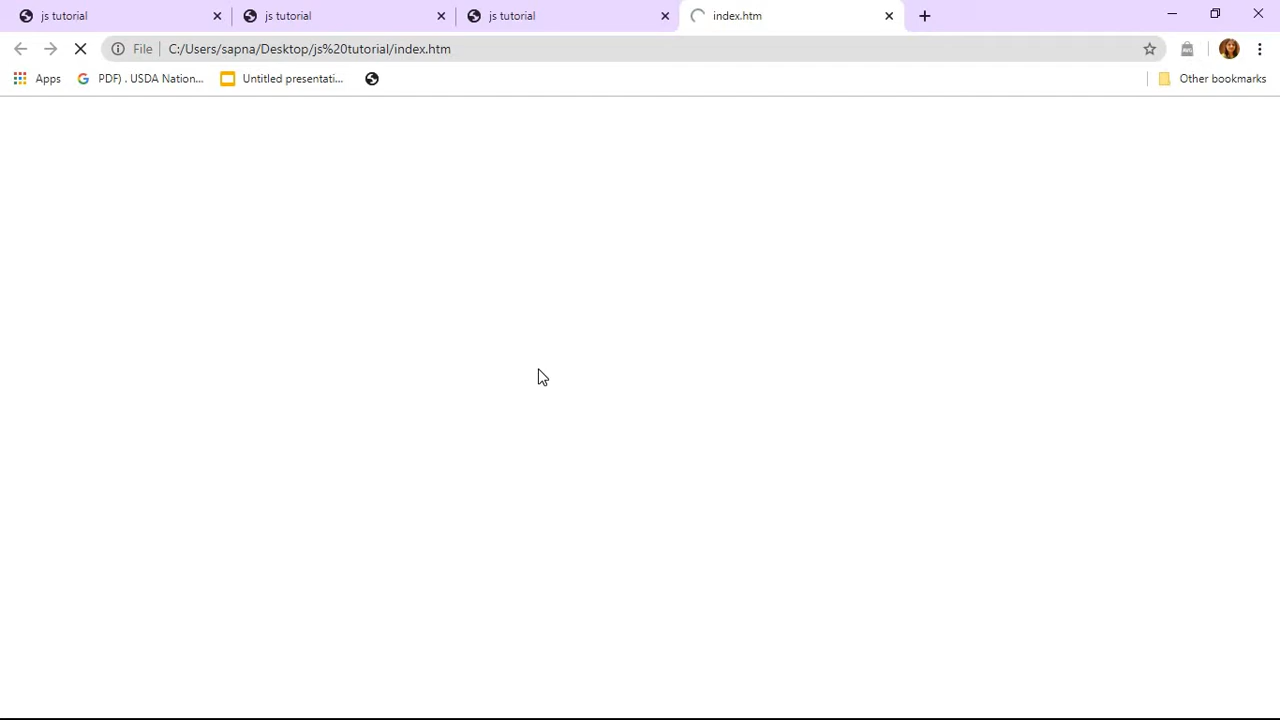 js tutorial
js tutorial
js tutorial
index.htm
File
C:/Users/sapna/Desktop/js%20tutorial/index.htm
Apps
PDF) . USDA Nation...
Untitled presentati...
Other bookmarks